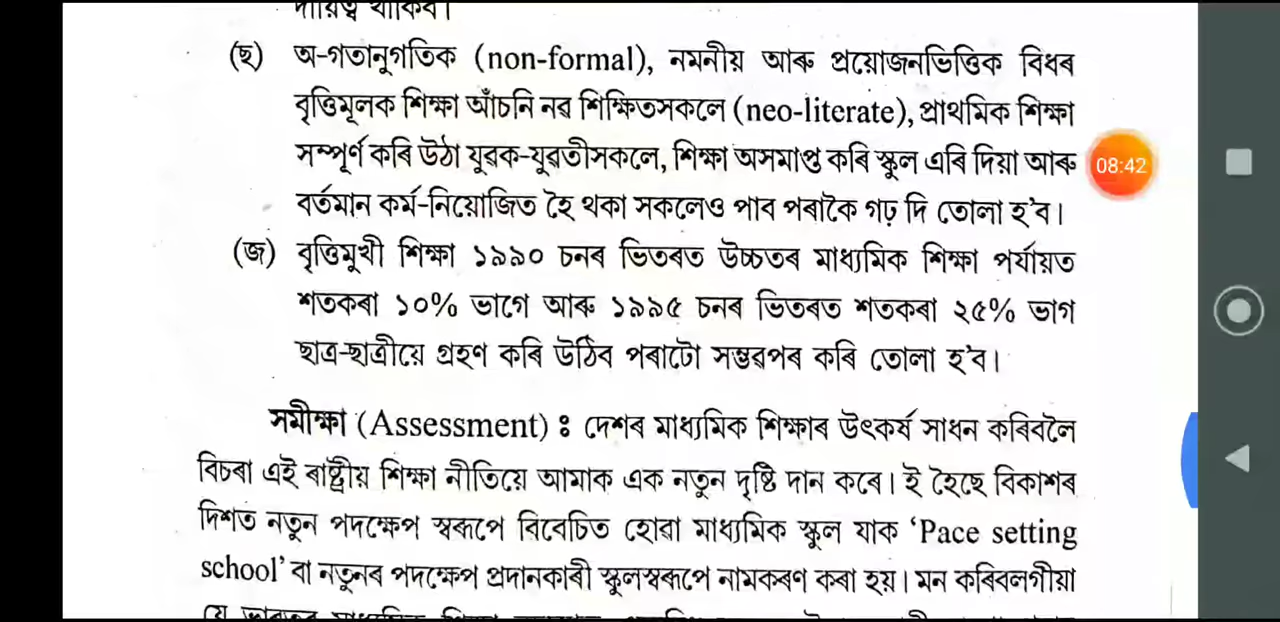 দায়িত্ব থাকিব।
(ছ) অ-গতানুগতিক (non-formal), নমনীয় আৰু প্ৰয়োজনভিত্তিক বিধৰ
বৃত্তিমূলক শিক্ষা আঁচনি নৱ শিক্ষিতসকলে (neo-literate), প্ৰাথমিক শিক্ষা
সম্পূৰ্ণ কৰি উঠা যুৱক-যুৱতীসকলে, শিক্ষা অসমাপ্ত কৰি স্কুল এৰি দিয়া আৰু
08:42
বৰ্তমান কৰ্ম-নিয়োজিত হৈ থকা সকলেও পাব পৰাকৈ গঢ় দি তোলা হ'ব।
(জ) বৃত্তিমুখী শিক্ষা ১৯৯০ চনৰ ভিতৰত উচ্চতৰ মাধ্যমিক শিক্ষা পৰ্যায়ত
শতকৰা ১০% ভাগে আৰু ১৯৯৫ চনৰ ভিতৰত শতকৰা ২৫% ভাগ
ছাত্ৰ-ছাত্ৰীয়ে গ্ৰহণ কৰি উঠিব পৰাটো সম্ভৱপৰ কৰি তোলা হ'ব।
সমীক্ষা (Assessment) : দেশৰ মাধ্যমিক শিক্ষাৰ উৎকৰ্ষ সাধন কৰিবলৈ
বিচৰা এই ৰাষ্ট্ৰীয় শিক্ষা নীতিয়ে আমাক এক নতুন দৃষ্টি দান কৰে। ই হৈছে বিকাশৰ
দিশত নতুন পদক্ষেপ স্বৰূপে বিবেচিত হোৱা মাধ্যমিক স্কুল যাক ‘Pace setting
school’ বা নতুনৰ পদক্ষেপ প্ৰদানকাৰী স্কুলস্বৰূপে নামকৰণ কৰা হয়। মন কৰিবলগীয়া
যে ভাৰতৰ মাধ্যমিক শিক্ষা